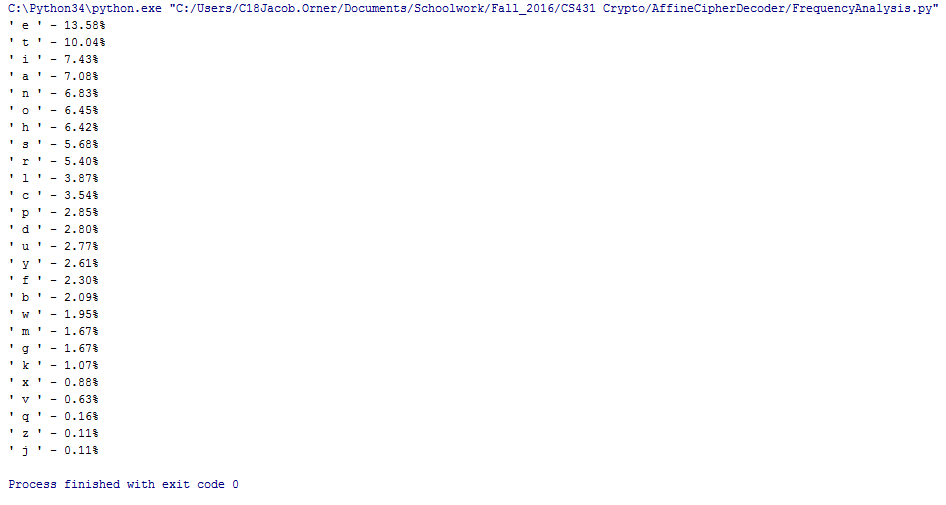 C:\Python34\python.exe "C:/Users/C18Jacob.Orner/Documents/Schoolwork/Fall_2016/CS431 Crypto/AffineCipherDecoder/FrequencyAnalysis.py"
' e ' - 13.58%
' t ' - 10.04%
' i ' - 7.43%
' a ' - 7.08%
' n ' - 6.83%
' o ' - 6.45%
' h ' - 6.42%
' s ' - 5.68%
' r ' - 5.40%
' l ' - 3.87%
' c ' - 3.54%
' p ' - 2.85%
' d ' - 2.80%
' u ' - 2.77%
' y ' - 2.61%
' f ' - 2.30%
' b ' - 2.09%
' w ' - 1.95%
' m ' - 1.67%
' g ' - 1.67%
' k ' - 1.07%
' x ' - 0.88%
' v ' - 0.63%
' q ' - 0.16%
' z ' - 0.11%
' j ' - 0.11%
Process finished with exit code 0